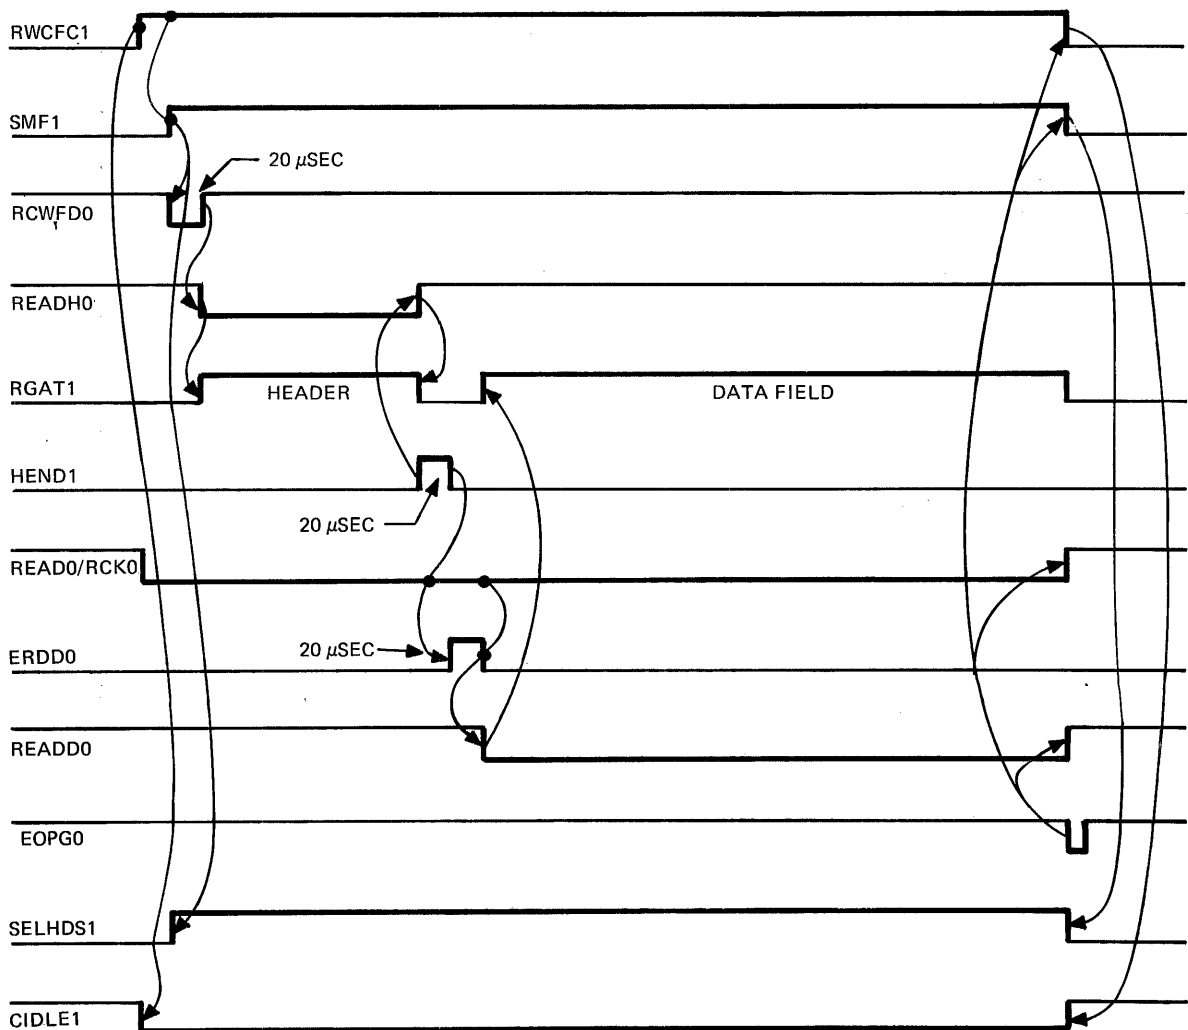 RWCFC1
SMF1
20 µSEC
RCWFD0
READH0
RGAT1
HEADER
DATA FIELD
HEND1
20 µSEC
READ0/RCK0
ERDD0
20 µSEC
READD0
EOPG0
SELHDS1
CIDLE1